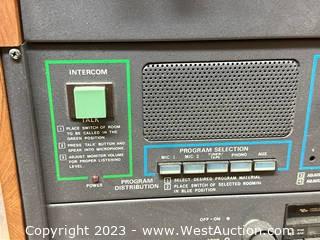 INTERCOM
TALK
1 PLACE SWITCH OF ROOM
TO BE CALLED IN THE
GREEN POSITION.
2 PRESS 'TALK' BUTTON AND
SPEAK INTO MICROPHONE.
3 ADJUST MONITOR VOLUME
FOR PROPER LISTENING
LEVEL.
POWER
PROGRAM SELECTION
MIC 1 MIC 2 TAPE PHONO AUX
PROGRAM
DISTRIBUTION
1 SELECT DESIRED PROGRAM MATERIAL
2 PLACE SWITCH OF SELECTED ROOM
IN BLUE POSITION
OFF - ON
Copyright 2023 - www.WestAuction.com